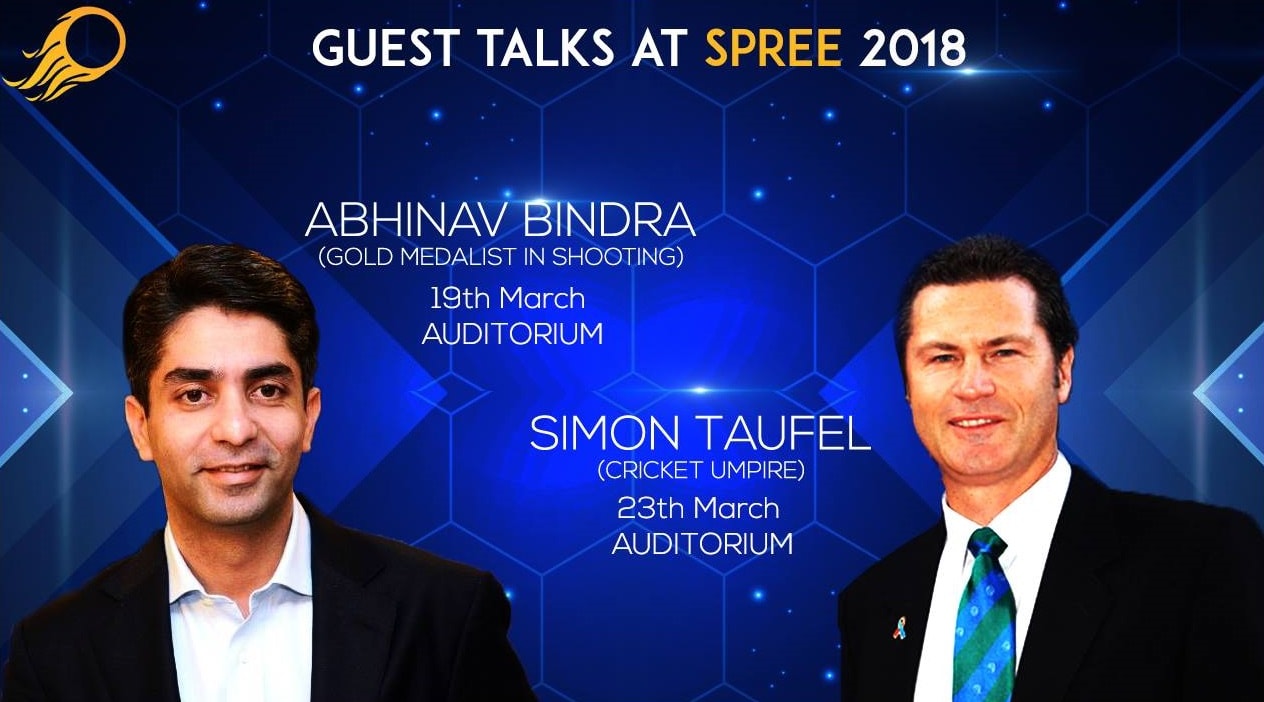 GUEST TALKS AT SPREE 2018
ABHINAV BINDRA
(GOLD MEDALIST IN SHOOTING)
19th March
AUDITORIUM
SIMON TAUFEL
(CRICKET UMPIRE)
23th March
AUDITORIUM